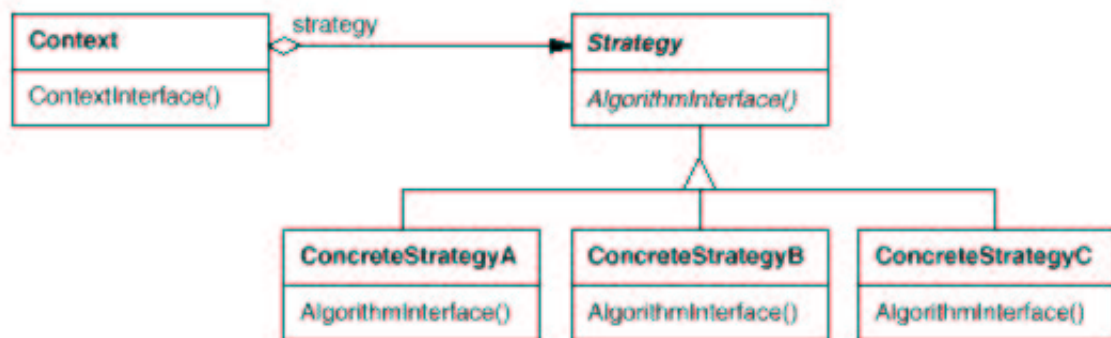 Context
ContextInterface()
strategy
Strategy
AlgorithmInterface()
ConcreteStrategyA
AlgorithmInterface()
ConcreteStrategyB
AlgorithmInterface()
ConcreteStrategyC
AlgorithmInterface()